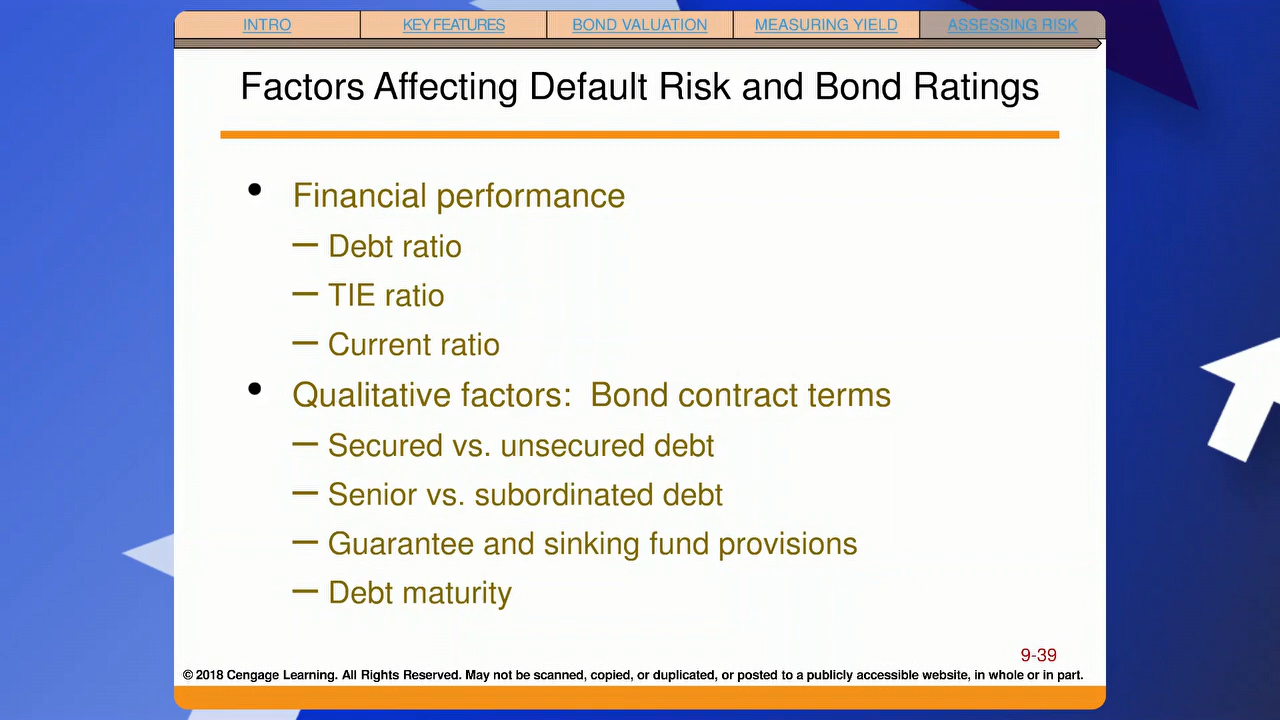 INTRO
KEY FEATURES
BOND VALUATION
MEASURING YIELD
ASSESSING RISK
Factors Affecting Default Risk and Bond Ratings
• Financial performance
– Debt ratio
– TIE ratio
– Current ratio
• Qualitative factors:  Bond contract terms
– Secured vs. unsecured debt
– Senior vs. subordinated debt
– Guarantee and sinking fund provisions
– Debt maturity
9-39
© 2018 Cengage Learning. All Rights Reserved. May not be scanned, copied, or duplicated, or posted to a publicly accessible website, in whole or in part.